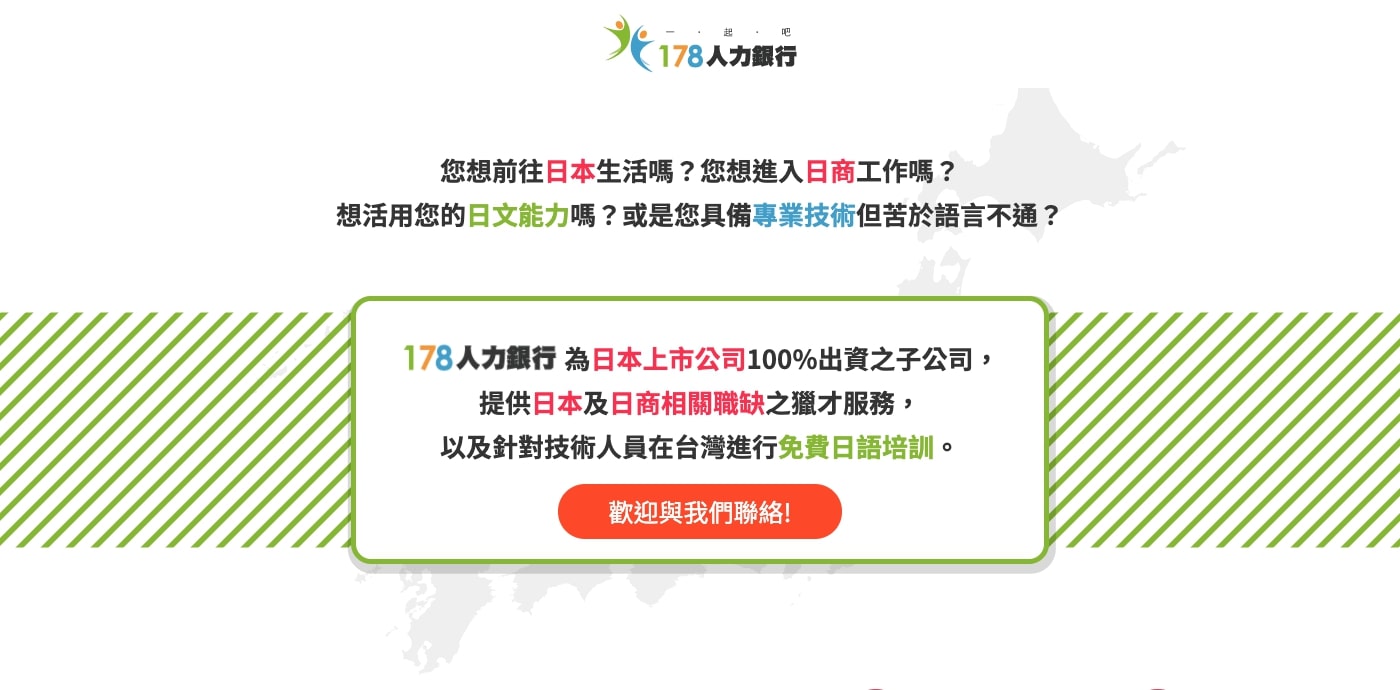 一・起・吧
178人力銀行
您想前往日本生活嗎？您想進入日商工作嗎？
想活用您的日文能力嗎？或是您具備專業技術但苦於語言不通？
178人力銀行 為日本上市公司100%出資之子公司，
提供日本及日商相關職缺之獵才服務，
以及針對技術人員在台灣進行免費日語培訓。
歡迎與我們聯絡!